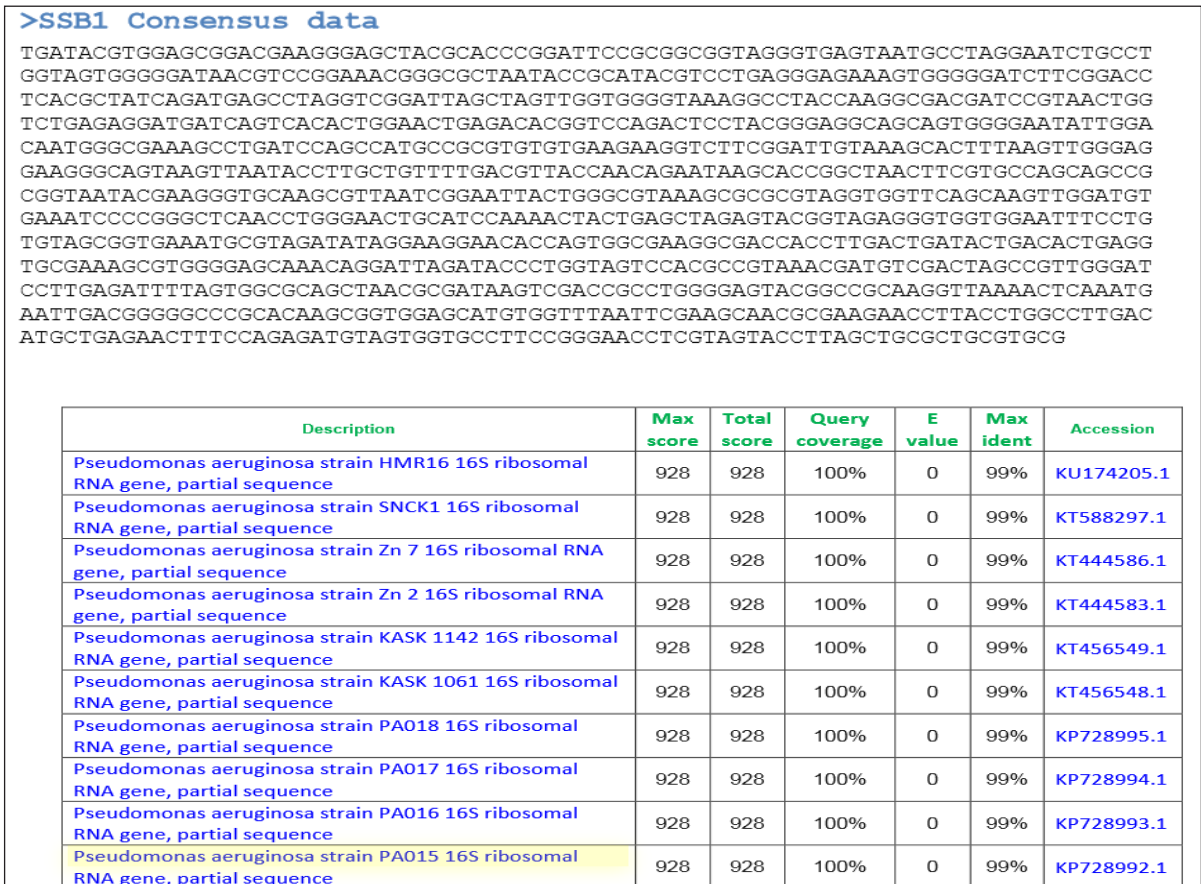 >SSB1 Consensus data
TGATACGTGGAGCGGACGAAGGGAGCTACGCACCCGGATTCCGCGGCGGTAGGGTGAGTAATGCCTAGGAATCTGCCT
GGTAGTGGGGGATAACGTCCGGAAACGGGCGCTAATACCGCATACGTCCTGAGGGAGAAAGTGGGGGATCTTCGGACC
TCACGCTATCAGATGAGCCTAGGTCGGATTAGCTAGTTGGTGGGGTAAAGGCCTACCAAGGCGACGATCCGTAACTGG
TCTGAGAGGATGATCAGTCACACTGGAACTGAGACACGGTCCAGACTCCTACGGGAGGCAGCAGTGGGGAATATTGGA
CAATGGGCGAAAGCCTGATCCAGCCATGCCGCGTGTGTGAAGAAGGTCTTCGGATTGTAAAGCACTTTAAGTTGGGAG
GAAGGGCAGTAAGTTAATACCTTGCTGTTTTGACGTTACCAACAGAATAAGCACCGGCTAACTTCGTGCCAGCAGCCG
CGGTAATACGAAGGGTGCAAGCGTTAATCGGAATTACTGGGCGTAAAGCGCGCGTAGGTGGTTCAGCAAGTTGGATGT
GAAATCCCCGGGCTCAACCTGGGAACTGCATCCAAAACTACTGAGCTAGAGTACGGTAGAGGGTGGTGGAATTTCCTG
TGTAGCGGTGAAATGCGTAGATATAGGAAGGAACACCAGTGGCGAAGGCGACCACCTTGACTGATACTGACACTGAGG
TGCGAAAGCGTGGGGAGCAAACAGGATTAGATACCCTGGTAGTCCACGCCGTAAACGATGTCGACTAGCCGTTGGGAT
CCTTGAGATTTTAGTGGCGCAGCTAACGCGATAAGTCGACCGCCTGGGGAGTACGGCCGCAAGGTTAAAACTCAAATG
AATTGACGGGGGCCCGCACAAGCGGTGGAGCATGTGGTTTAATTCGAAGCAACGCGAAGAACCTTACCTGGCCTTGAC
ATGCTGAGAACTTTCCAGAGATGTAGTGGTGCCTTCCGGGAACCTCGTAGTACCTTAGCTGCGCTGCGTGCG
Description Max score Total score Query coverage E value Max ident Accession
Pseudomonas aeruginosa strain HMR16 16S ribosomal
RNA gene, partial sequence 928 928 100% 0 99% KU174205.1
Pseudomonas aeruginosa strain SNCK1 16S ribosomal
RNA gene, partial sequence 928 928 100% 0 99% KT588297.1
Pseudomonas aeruginosa strain Zn 7 16S ribosomal RNA
gene, partial sequence 928 928 100% 0 99% KT444586.1
Pseudomonas aeruginosa strain Zn 2 16S ribosomal RNA
gene, partial sequence 928 928 100% 0 99% KT444583.1
Pseudomonas aeruginosa strain KASK 1142 16S ribosomal
RNA gene, partial sequence 928 928 100% 0 99% KT456549.1
Pseudomonas aeruginosa strain KASK 1061 16S ribosomal
RNA gene, partial sequence 928 928 100% 0 99% KT456548.1
Pseudomonas aeruginosa strain PA018 16S ribosomal
RNA gene, partial sequence 928 928 100% 0 99% KP728995.1
Pseudomonas aeruginosa strain PA017 16S ribosomal
RNA gene, partial sequence 928 928 100% 0 99% KP728994.1
Pseudomonas aeruginosa strain PA016 16S ribosomal
RNA gene, partial sequence 928 928 100% 0 99% KP728993.1
Pseudomonas aeruginosa strain PA015 16S ribosomal
RNA gene, partial sequence 928 928 100% 0 99% KP728992.1